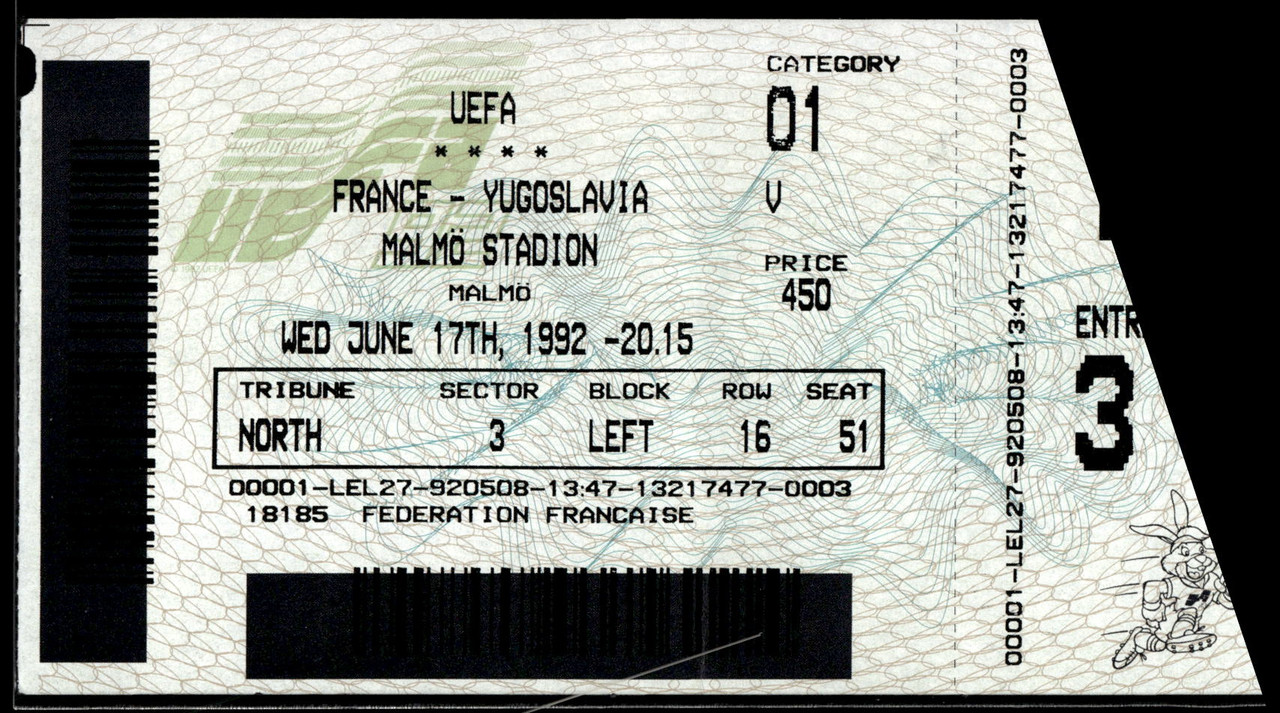 CATEGORY
01
UEFA
* * * *
FRANCE - YUGOSLAVIA
V
MALMÖ STADION
PRICE
MALMÖ
450
WED JUNE 17TH, 1992 -20.15
TRIBUNE SECTOR BLOCK ROW SEAT
NORTH 3 LEFT 16 51
00001-LEL27-920508-13:47-13217477-0003
18185 FEDERATION FRANCAISE
00001-LEL27-920508-13:47-13217477-0003
ENTR
3